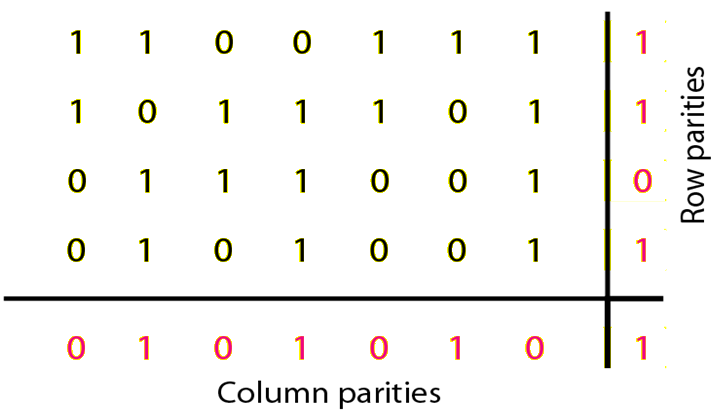 1 1 0 0 1 1 1 1
1 0 1 1 1 0 1 1
0 1 1 1 0 0 1 0
0 1 0 1 0 0 1 1
0 1 0 1 0 1 0 1
Row parities
Column parities